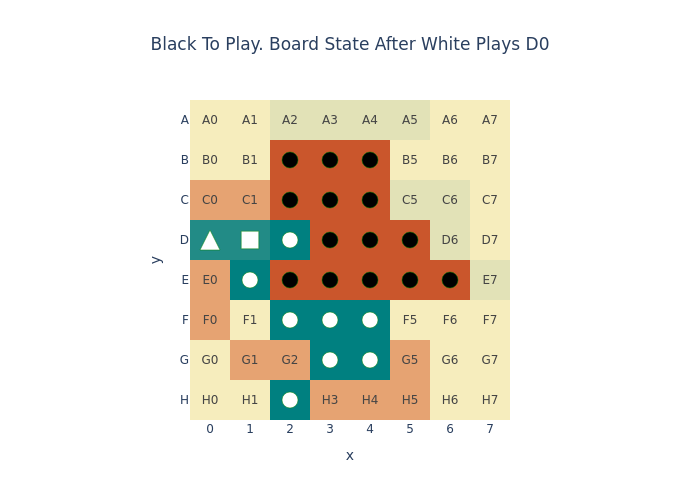 Black To Play. Board State After White Plays D0
A A0 A1 A2 A3 A4 A5 A6 A7
B B0 B1 B5 B6 B7
C C0 C1 C5 C6 C7
D D6 D7
y
E E0 E7
F F0 F1 F5 F6 F7
G G0 G1 G2 G5 G6 G7
H H0 H1 H3 H4 H5 H6 H7
0 1 2 3 4 5 6 7
x